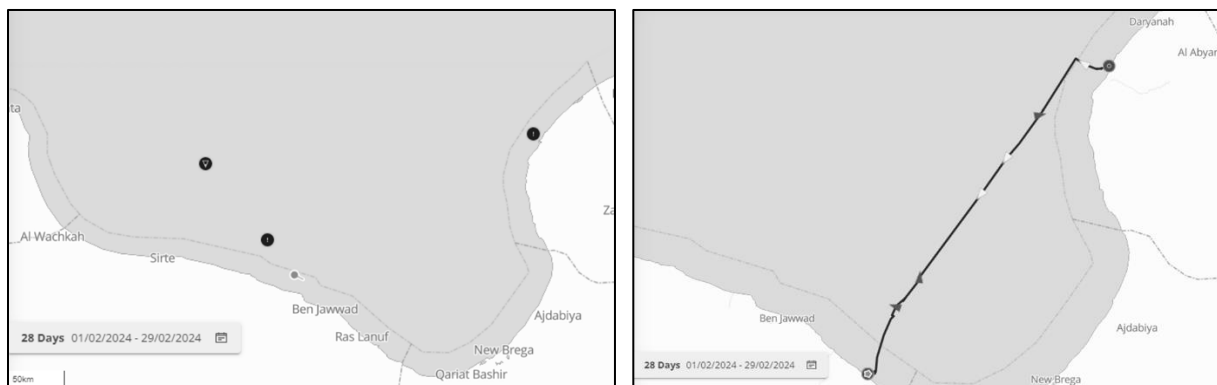 ta
Al Wachkah
Sirte
Ben Jawwad
Ras Lanuf
Ajdabiya
New Brega
Qariat Bashir
Za
28 Days 01/02/2024 - 29/02/2024
50km
Daryanah
Al Abyar
Ben Jawwad
Ajdabiya
New Brega
28 Days 01/02/2024 - 29/02/2024